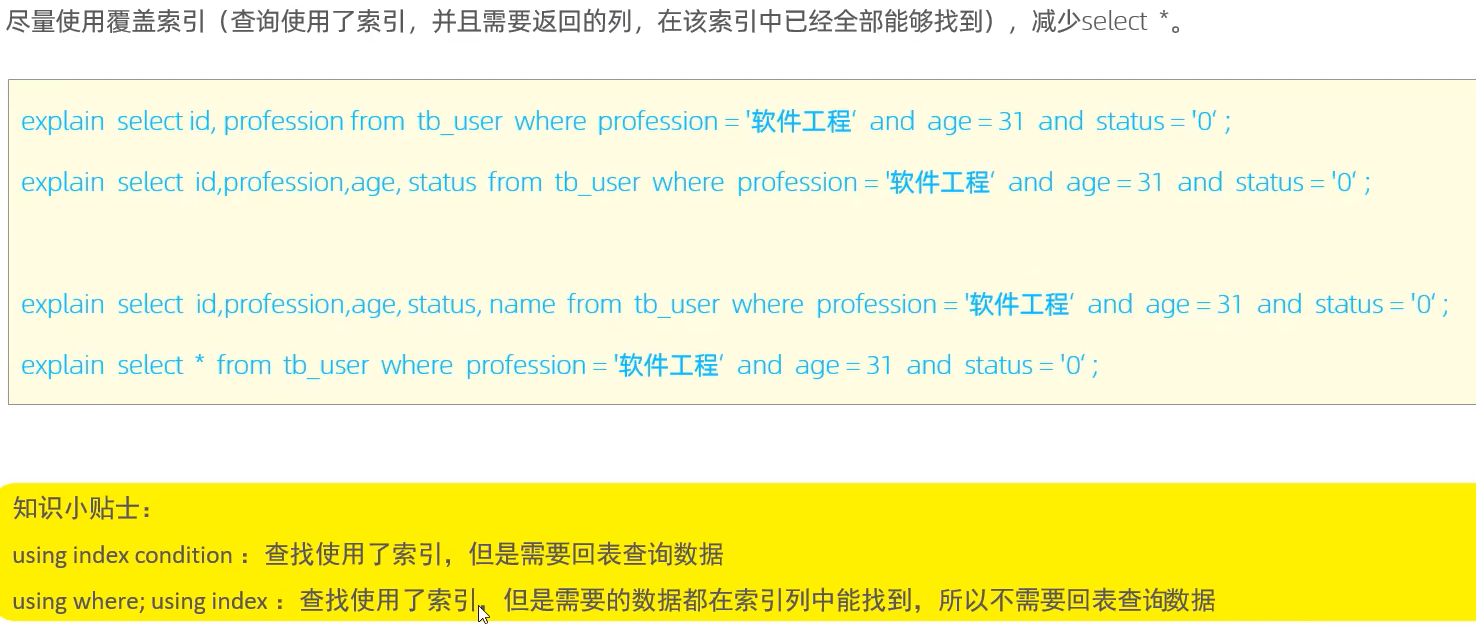 尽量使用覆盖索引（查询使用了索引，并且需要返回的列，在该索引中已经全部能够找到），减少select *。
explain select id, profession from tb_user where profession = '软件工程‘ and age = 31 and status = '0‘ ;
explain select id,profession,age, status from tb_user where profession = '软件工程‘ and age = 31 and status = '0‘ ;
explain select id,profession,age, status, name from tb_user where profession = '软件工程‘ and age = 31 and status = '0‘ ;
explain select * from tb_user where profession = '软件工程‘ and age = 31 and status = '0‘ ;
知识小贴士：
using index condition ：查找使用了索引，但是需要回表查询数据
using where; using index ：查找使用了索引，但是需要的数据都在索引列中能找到，所以不需要回表查询数据